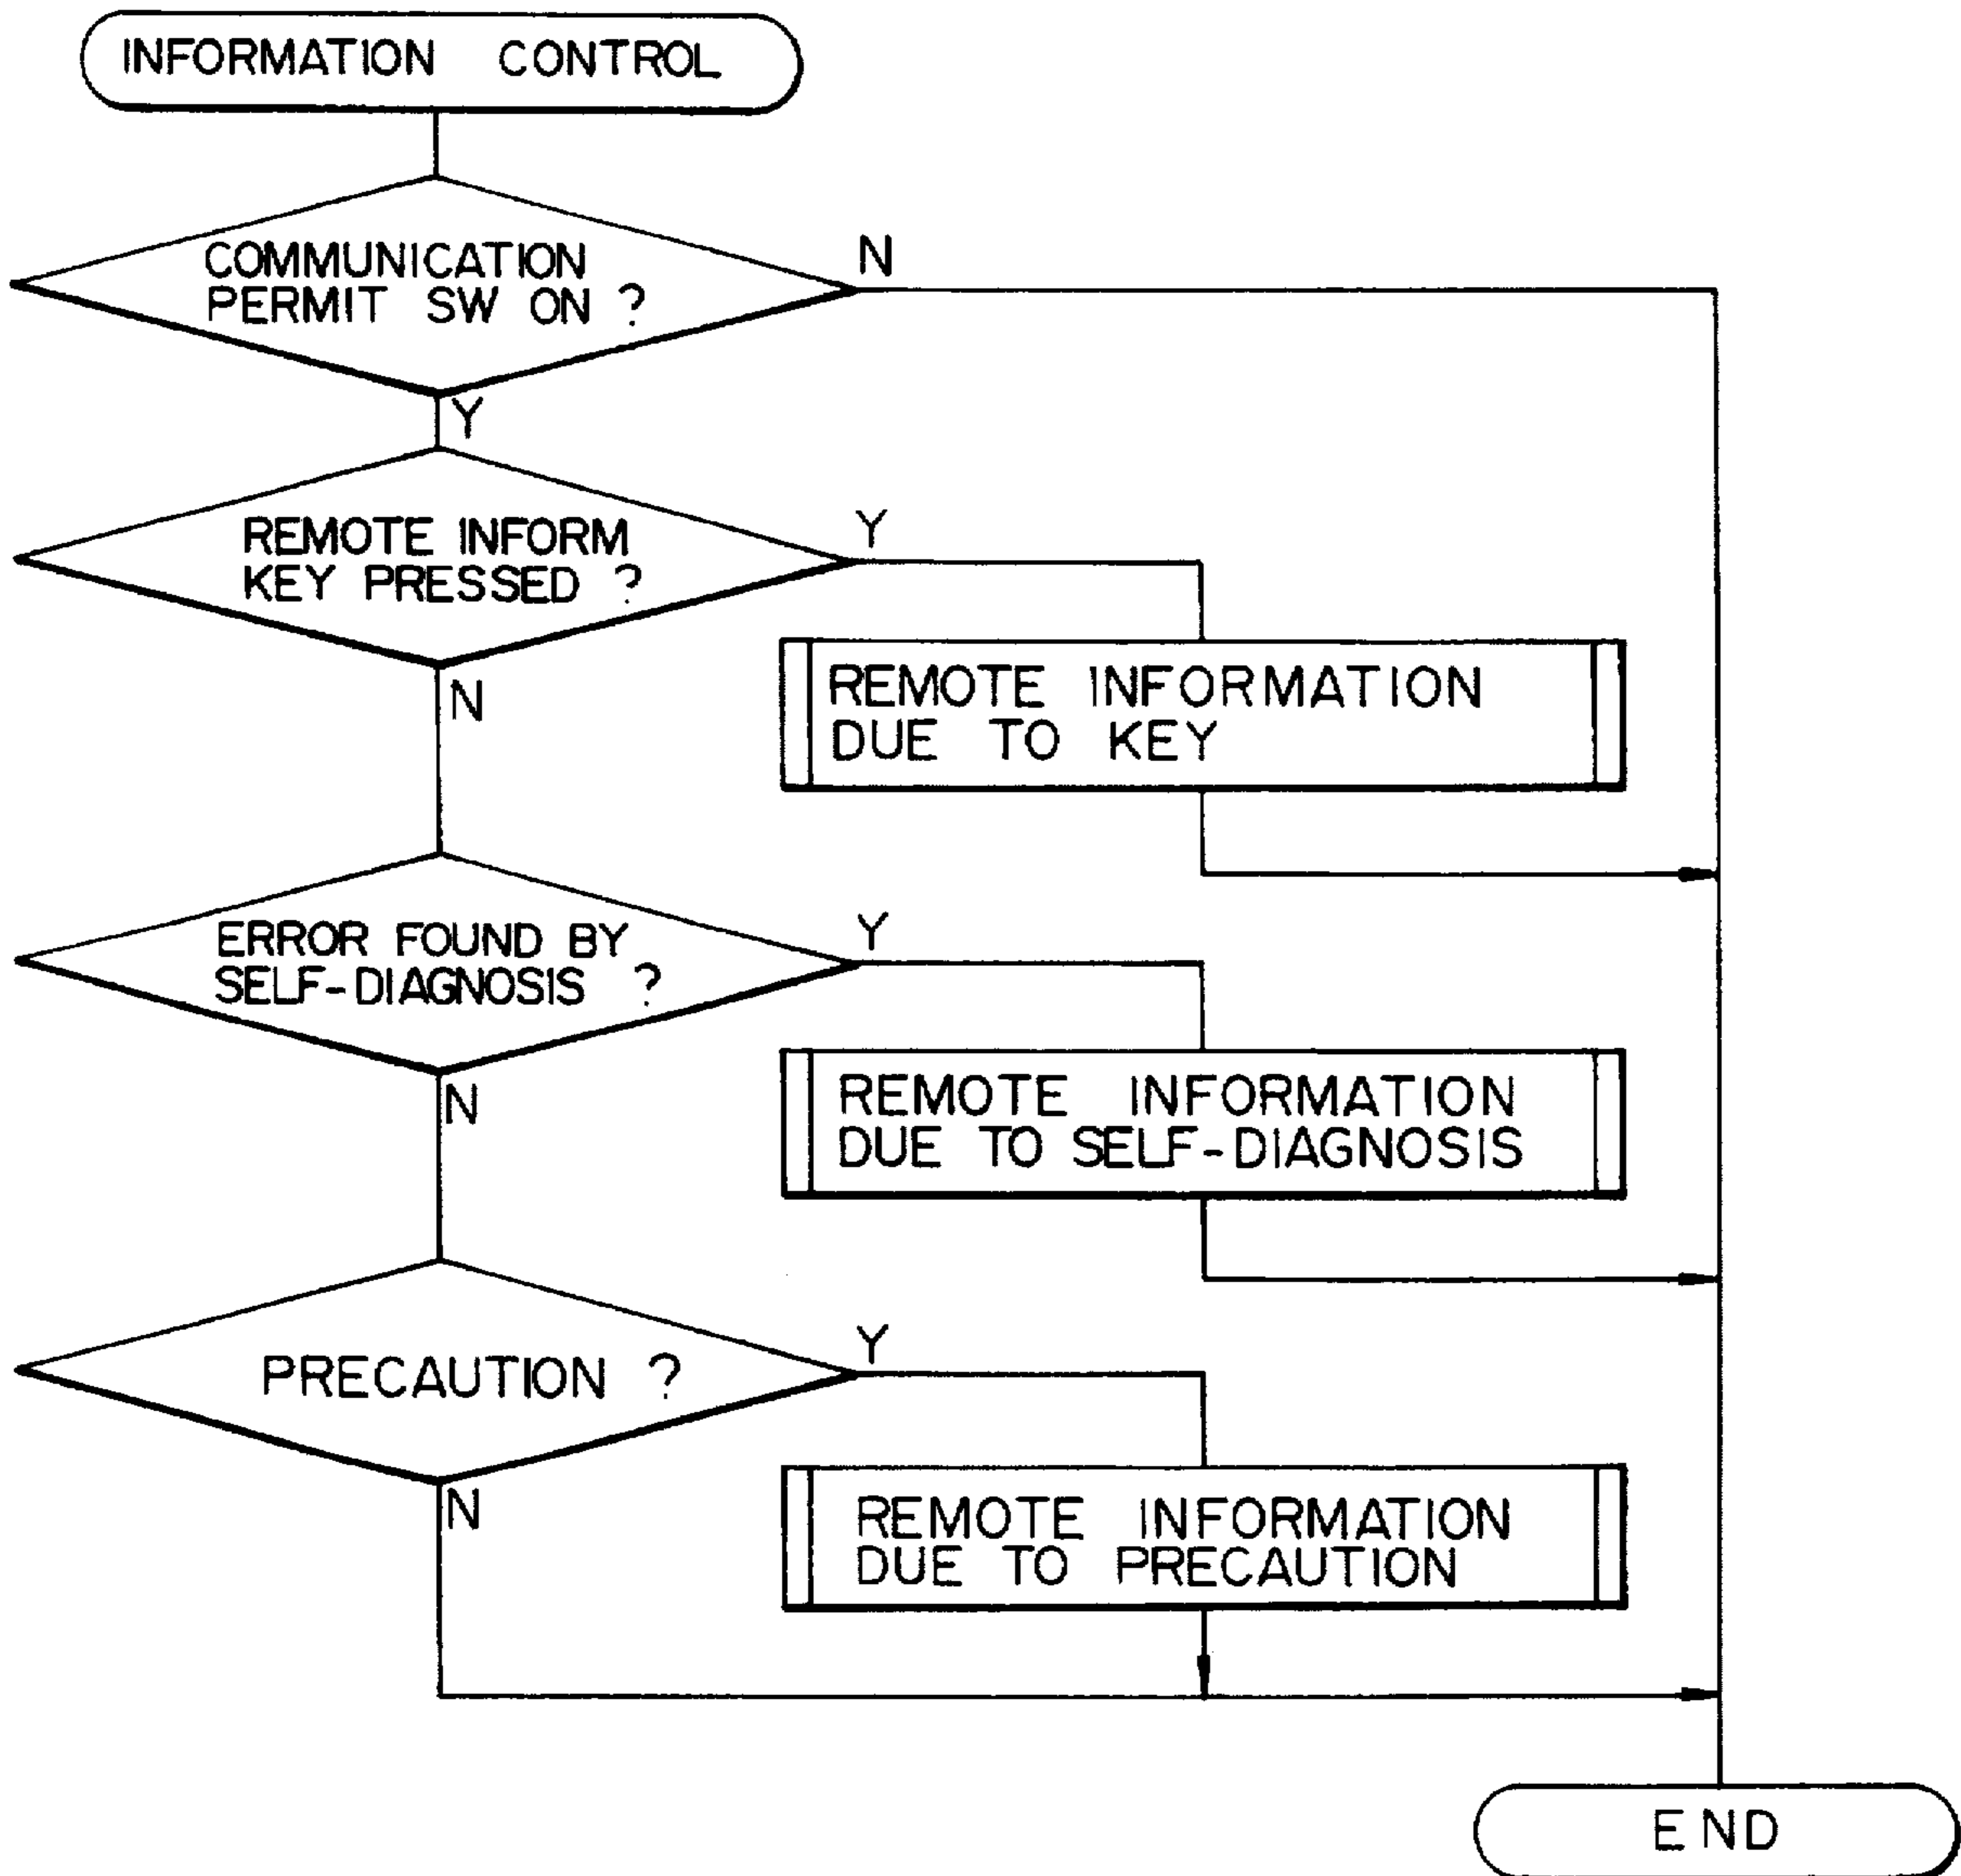 INFORMATION CONTROL
COMMUNICATION
PERMIT SW ON ?
N
Y
REMOTE INFORM
KEY PRESSED ?
Y
N
REMOTE INFORMATION
DUE TO KEY
ERROR FOUND BY
SELF-DIAGNOSIS ?
Y
N
REMOTE INFORMATION
DUE TO SELF-DIAGNOSIS
PRECAUTION ?
Y
N
REMOTE INFORMATION
DUE TO PRECAUTION
END